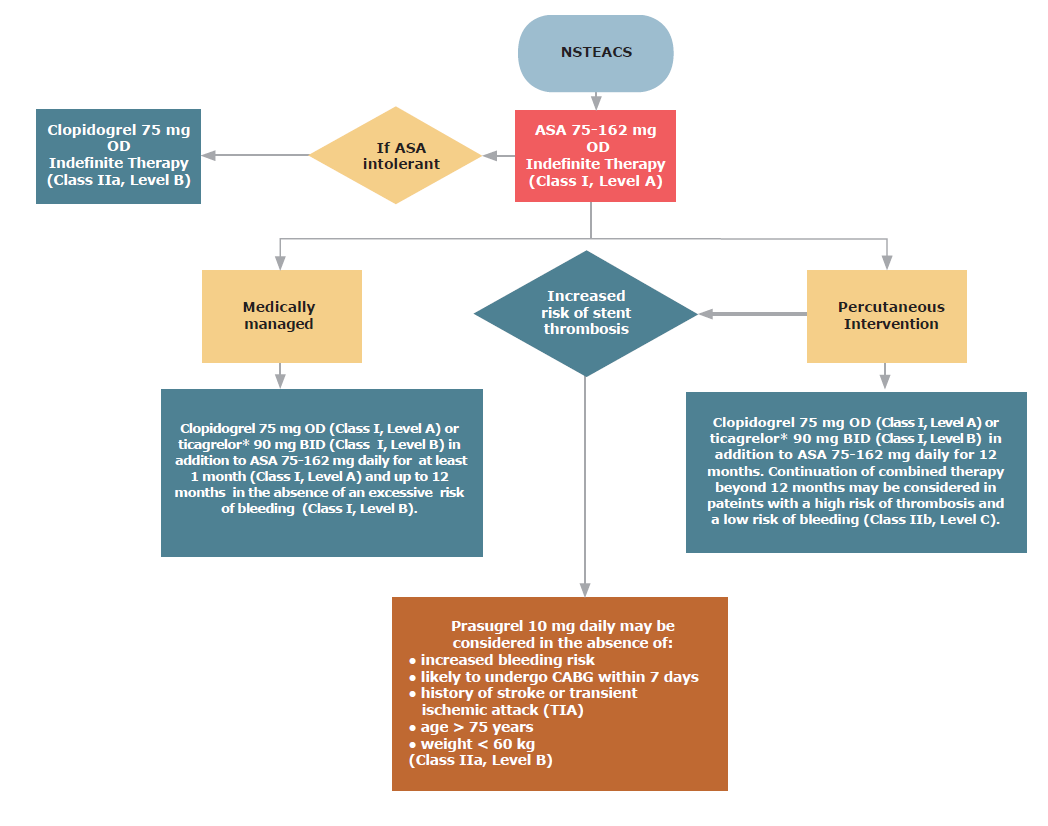 NSTEACS
Clopidogrel 75 mg
OD
Indefinite Therapy
(Class IIa, Level B)
If ASA
intolerant
ASA 75-162 mg
OD
Indefinite Therapy
(Class I, Level A)
Medically
managed
Increased
risk of stent
thrombosis
Percutaneous
Intervention
Clopidogrel 75 mg OD (Class I, Level A) or
ticagrelor* 90 mg BID (Class I, Level B) in
addition to ASA 75-162 mg daily for at least
1 month (Class I, Level A) and up to 12
months in the absence of an excessive risk
of bleeding (Class I, Level B).
Clopidogrel 75 mg OD (Class I, Level A) or
ticagrelor* 90 mg BID (Class I, Level B) in
addition to ASA 75-162 mg daily for 12
months. Continuation of combined therapy
beyond 12 months may be considered in
pateints with a high risk of thrombosis and
a low risk of bleeding (Class IIb, Level C).
Prasugrel 10 mg daily may be
considered in the absence of:
● increased bleeding risk
● likely to undergo CABG within 7 days
● history of stroke or transient
ischemic attack (TIA)
● age > 75 years
● weight < 60 kg
(Class IIa, Level B)